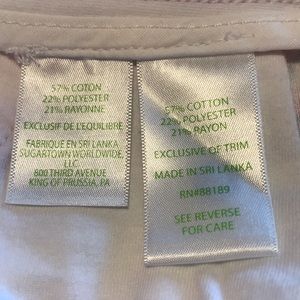 57% COTON
22% POLYESTER
21% RAYONNE
EXCLUSIF DE L'EQUILIBRE
FABRIQUE EN SRI LANKA
SUGARTOWN WORLDWIDE,
LLC.
800 THIRD AVENUE
KING OF PRUSSIA, PA
57% COTTON
22% POLYESTER
21% RAYON
EXCLUSIVE OF TRIM
MADE IN SRI LANKA
RN#88189
SEE REVERSE
FOR CARE